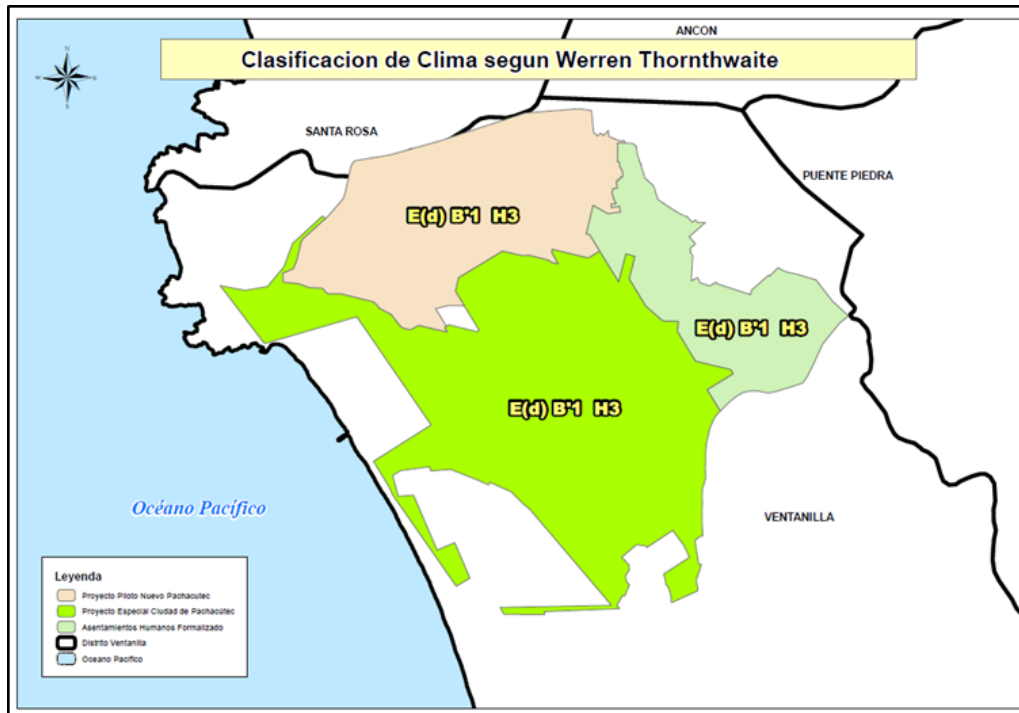 ANCON
Clasificacion de Clima segun Werren Thornthwaite
N
W
E
S
SANTA ROSA
PUENTE PIEDRA
E(d) B'1 H3
E(d) B'1 H3
E(d) B'1 H3
Océano Pacífico
VENTANILLA
Leyenda
Proyecto Piloto Nuevo Pachacutec
Proyecto Especial Ciudad de Pachacútec
Asentamientos Humanos Formalizado
Distrito Ventanilla
Oceano Pacifico